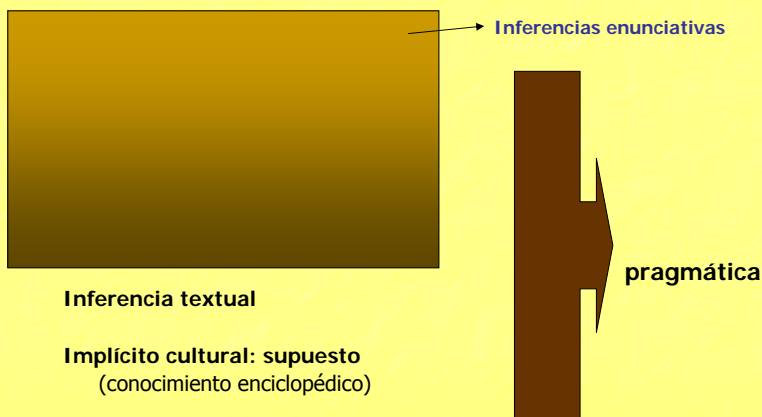 Inferencias enunciativas
pragmática
Inferencia textual
Implícito cultural: supuesto
(conocimiento enciclopédico)